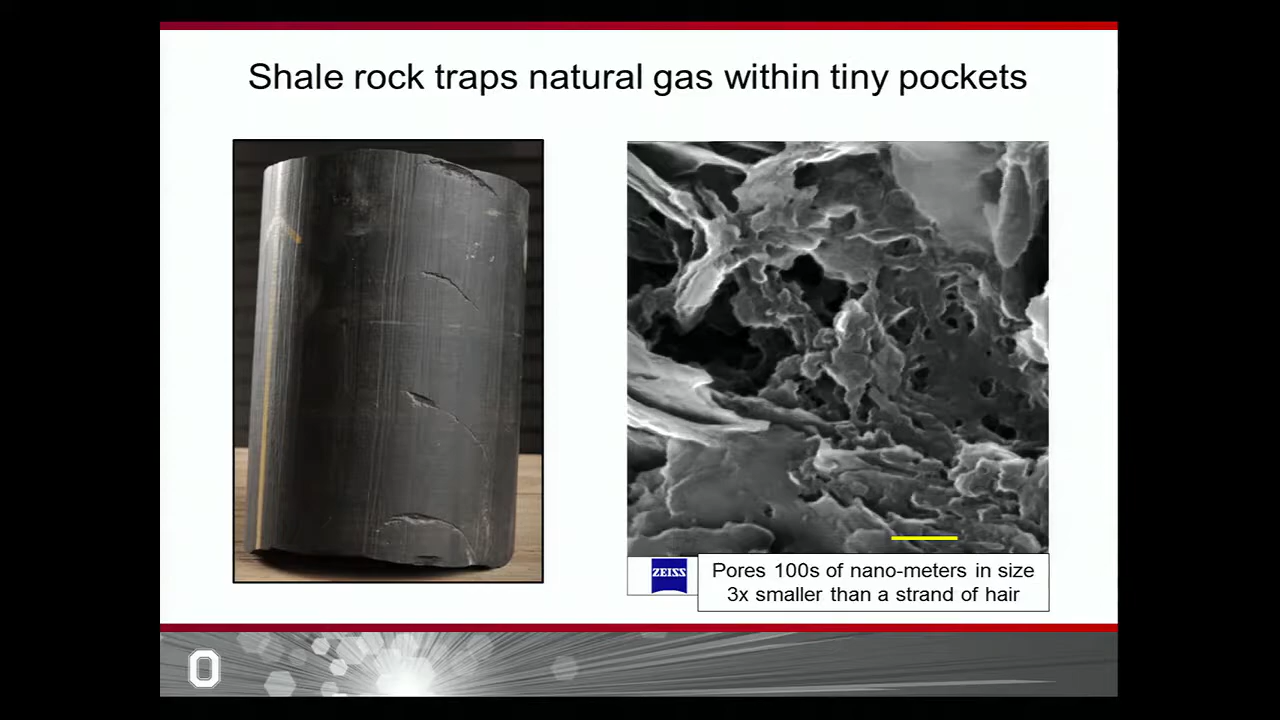 Shale rock traps natural gas within tiny pockets
ZEISS
Pores 100s of nano-meters in size
3x smaller than a strand of hair
O